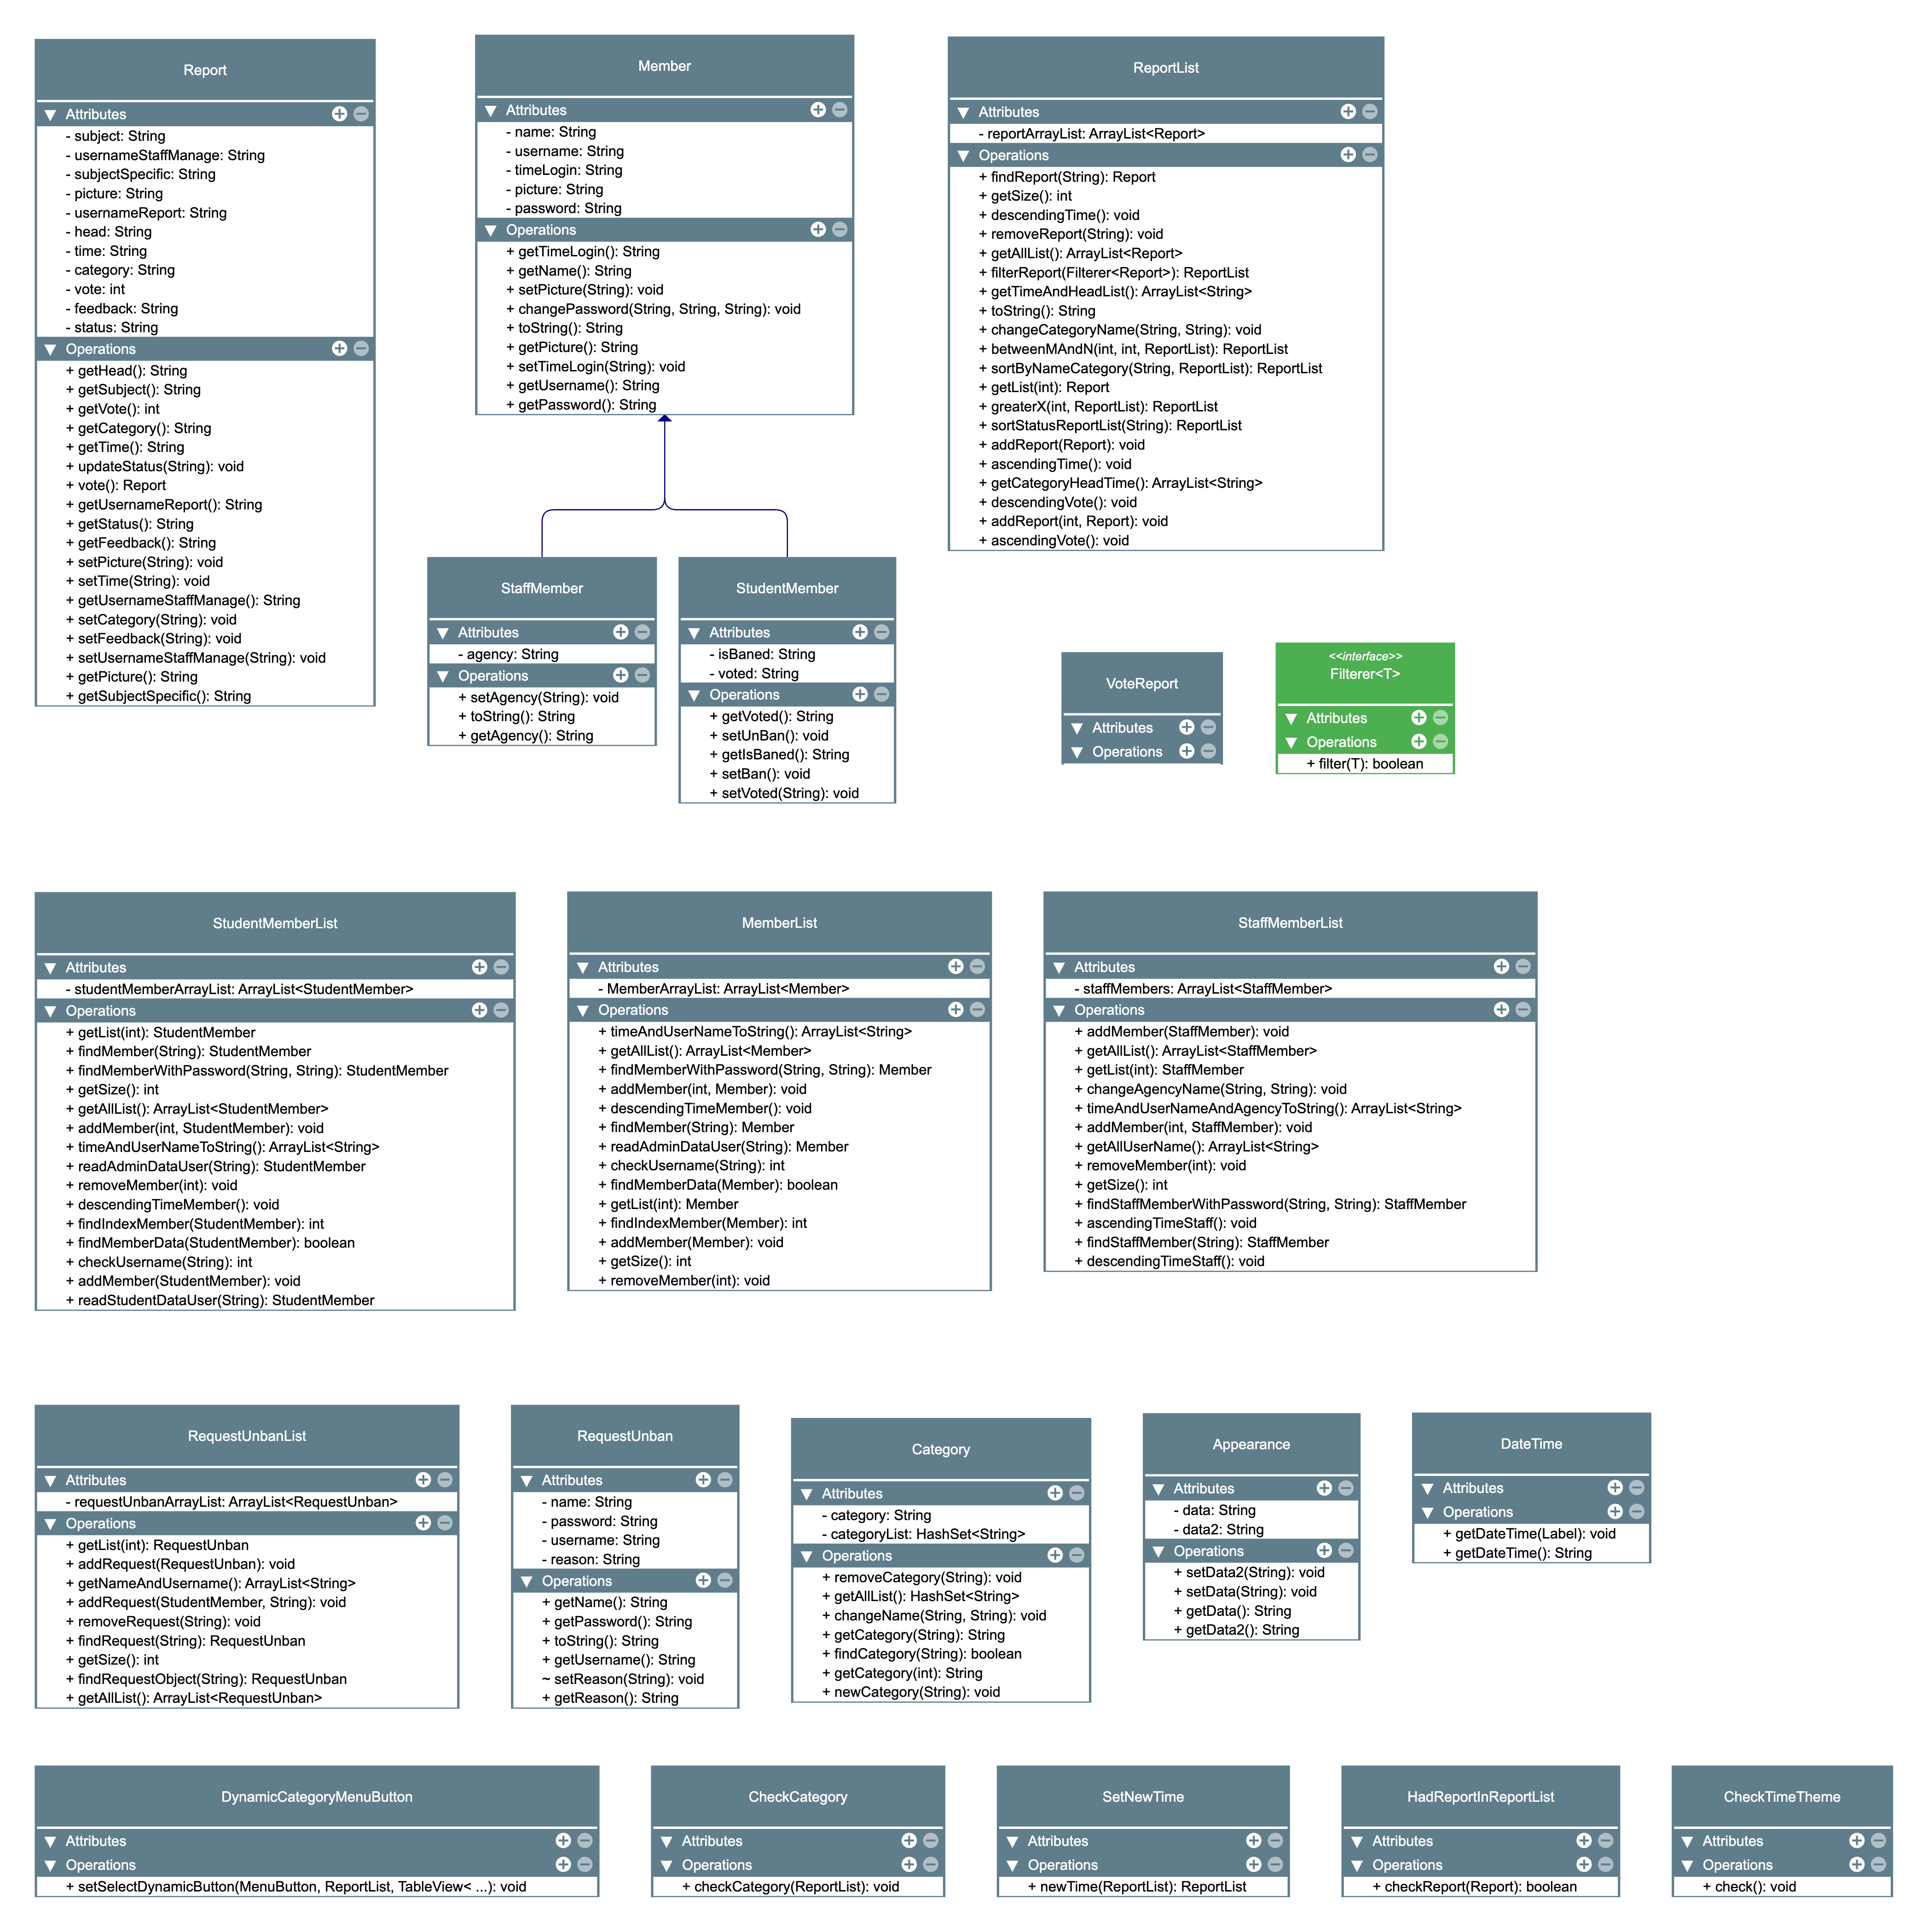 Report
Attributes
- subject: String
- usernameStaffManage: String
- subjectSpecific: String
- picture: String
- usernameReport: String
- head: String
- time: String
- category: String
- vote: int
- feedback: String
- status: String
Operations
+ getHead(): String
+ getSubject(): String
+ getVote(): int
+ getCategory(): String
+ getTime(): String
+ updateStatus(String): void
+ vote(): Report
+ getUsernameReport(): String
+ getStatus(): String
+ getFeedback(): String
+ setPicture(String): void
+ setTime(String): void
+ getUsernameStaffManage(): String
+ setCategory(String): void
+ setFeedback(String): void
+ setUsernameStaffManage(String): void
+ getPicture(): String
+ getSubjectSpecific(): String
Member
Attributes
- name: String
- username: String
- timeLogin: String
- picture: String
- password: String
Operations
+ getTimeLogin(): String
+ getName(): String
+ setPicture(String): void
+ changePassword(String, String, String): void
+ toString(): String
+ getPicture(): String
+ setTimeLogin(String): void
+ getUsername(): String
+ getPassword(): String
ReportList
Attributes
- reportArrayList: ArrayList<Report>
Operations
+ findReport(String): Report
+ getSize(): int
+ descendingTime(): void
+ removeReport(String): void
+ getAllList(): ArrayList<Report>
+ filterReport(Filterer<Report>): ReportList
+ getTimeAndHeadList(): ArrayList<String>
+ toString(): String
+ changeCategoryName(String, String): void
+ betweenMAndN(int, int, ReportList): ReportList
+ sortByNameCategory(String, ReportList): ReportList
+ getList(int): Report
+ greaterX(int, ReportList): ReportList
+ sortStatusReportList(String): ReportList
+ addReport(Report): void
+ ascendingTime(): void
+ getCategoryHeadTime(): ArrayList<String>
+ descendingVote(): void
+ addReport(int, Report): void
+ ascendingVote(): void
StaffMember
Attributes
- agency: String
Operations
+ setAgency(String): void
+ toString(): String
+ getAgency(): String
StudentMember
Attributes
- isBaned: String
- voted: String
Operations
+ getVoted(): String
+ setUnBan(): void
+ getIsBaned(): String
+ setBan(): void
+ setVoted(String): void
VoteReport
Attributes
Operations
<<interface>>
Filterer<T>
Attributes
Operations
+ filter(T): boolean
StudentMemberList
Attributes
- studentMemberArrayList: ArrayList<StudentMember>
Operations
+ getList(int): StudentMember
+ findMember(String): StudentMember
+ findMemberWithPassword(String, String): StudentMember
+ getSize(): int
+ getAllList(): ArrayList<StudentMember>
+ addMember(int, StudentMember): void
+ timeAndUserNameToString(): ArrayList<String>
+ readAdminDataUser(String): StudentMember
+ removeMember(int): void
+ descendingTimeMember(): void
+ findIndexMember(StudentMember): int
+ findMemberData(StudentMember): boolean
+ checkUsername(String): int
+ addMember(StudentMember): void
+ readStudentDataUser(String): StudentMember
MemberList
Attributes
- MemberArrayList: ArrayList<Member>
Operations
+ timeAndUserNameToString(): ArrayList<String>
+ getAllList(): ArrayList<Member>
+ findMemberWithPassword(String, String): Member
+ addMember(int, Member): void
+ descendingTimeMember(): void
+ findMember(String): Member
+ readAdminDataUser(String): Member
+ checkUsername(String): int
+ findMemberData(Member): boolean
+ getList(int): Member
+ findIndexMember(Member): int
+ addMember(Member): void
+ getSize(): int
+ removeMember(int): void
StaffMemberList
Attributes
- staffMembers: ArrayList<StaffMember>
Operations
+ addMember(StaffMember): void
+ getAllList(): ArrayList<StaffMember>
+ getList(int): StaffMember
+ changeAgencyName(String, String): void
+ timeAndUserNameAndAgencyToString(): ArrayList<String>
+ addMember(int, StaffMember): void
+ getAllUserName(): ArrayList<String>
+ removeMember(int): void
+ getSize(): int
+ findStaffMemberWithPassword(String, String): StaffMember
+ ascendingTimeStaff(): void
+ findStaffMember(String): StaffMember
+ descendingTimeStaff(): void
RequestUnbanList
Attributes
- requestUnbanArrayList: ArrayList<RequestUnban>
Operations
+ getList(int): RequestUnban
+ addRequest(RequestUnban): void
+ getNameAndUsername(): ArrayList<String>
+ addRequest(StudentMember, String): void
+ removeRequest(String): void
+ findRequest(String): RequestUnban
+ getSize(): int
+ findRequestObject(String): RequestUnban
+ getAllList(): ArrayList<RequestUnban>
RequestUnban
Attributes
- name: String
- password: String
- username: String
- reason: String
Operations
+ getName(): String
+ getPassword(): String
+ toString(): String
+ getUsername(): String
~ setReason(String): void
+ getReason(): String
Category
Attributes
- category: String
- categoryList: HashSet<String>
Operations
+ removeCategory(String): void
+ getAllList(): HashSet<String>
+ changeName(String, String): void
+ getCategory(String): String
+ findCategory(String): boolean
+ getCategory(int): String
+ newCategory(String): void
Appearance
Attributes
- data: String
- data2: String
Operations
+ setData2(String): void
+ setData(String): void
+ getData(): String
+ getData2(): String
DateTime
Attributes
Operations
+ getDateTime(Label): void
+ getDateTime(): String
DynamicCategoryMenuButton
Attributes
Operations
+ setSelectDynamicButton(MenuButton, ReportList, TableView< ...): void
CheckCategory
Attributes
Operations
+ checkCategory(ReportList): void
SetNewTime
Attributes
Operations
+ newTime(ReportList): ReportList
HadReportInReportList
Attributes
Operations
+ checkReport(Report): boolean
CheckTimeTheme
Attributes
Operations
+ check(): void